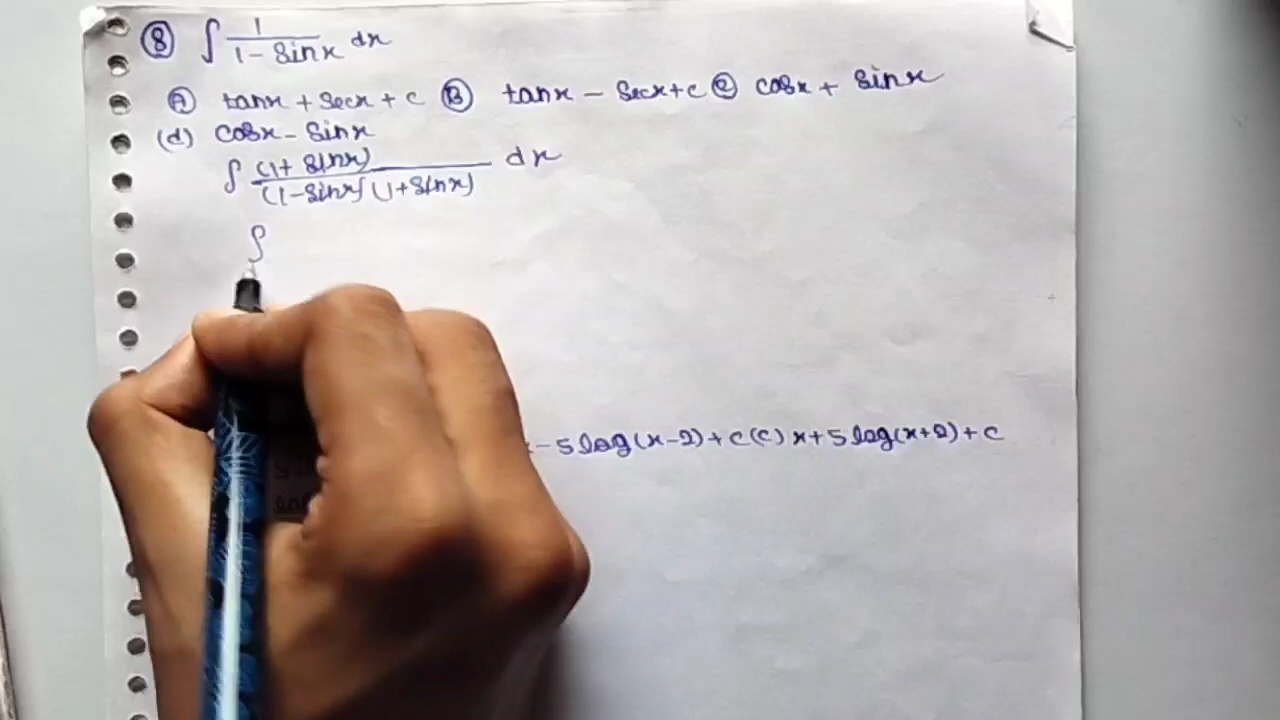 ⑧ ∫ 1/(1 - sinx) dx
Ⓐ tanx + secx + c Ⓑ tanx - secx + c Ⓒ cosx + sinx
(d) cosx - sinx
∫ (1 + sinx)/((1 - sinx)(1 + sinx)) dx
∫
- 5 log(x-2) + c (c) x + 5 log(x+2) + c